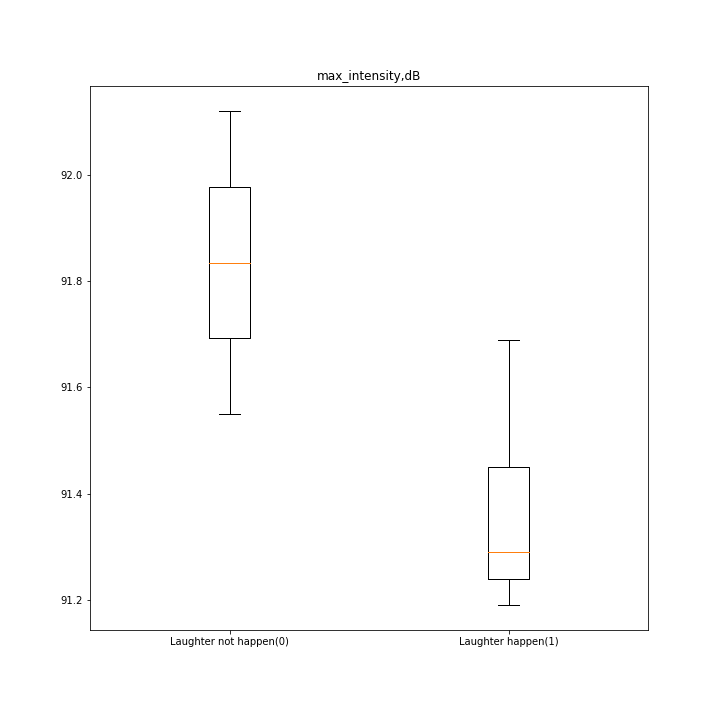 max_intensity,dB
92.0
91.8
91.6
91.4
91.2
Laughter not happen(0)
Laughter happen(1)